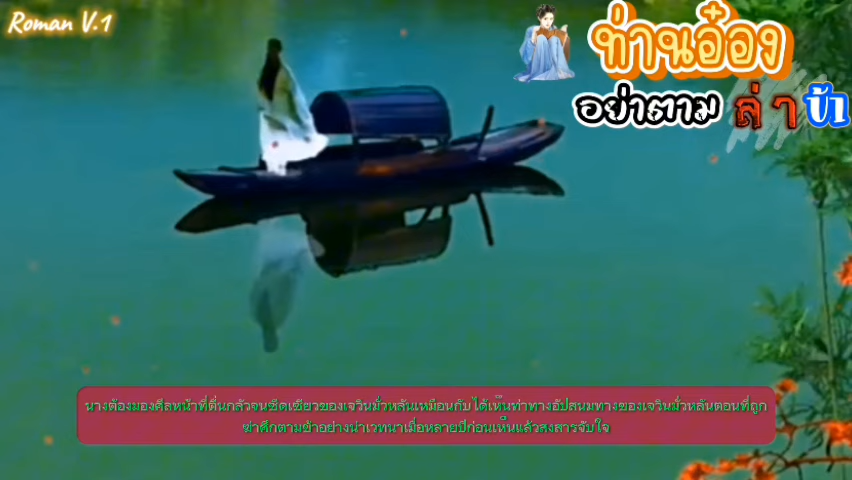 Roman V.1
ท่านอ๋อง
อย่าตาม ล่า ข้า
นางต้องมองศีลหน้าที่ตื่นกลัวจนซีดเซียวของเจวินมั่วหลันเหมือนกับ ได้เห็นท่าทางอัปสนมทางของเจวินมั่วหลันตอนที่ถูก
ฆ่าศึกตามข้าอย่างน่าเวทนาเมื่อหลายปีก่อนเห็นแล้วสงสารจับใจ